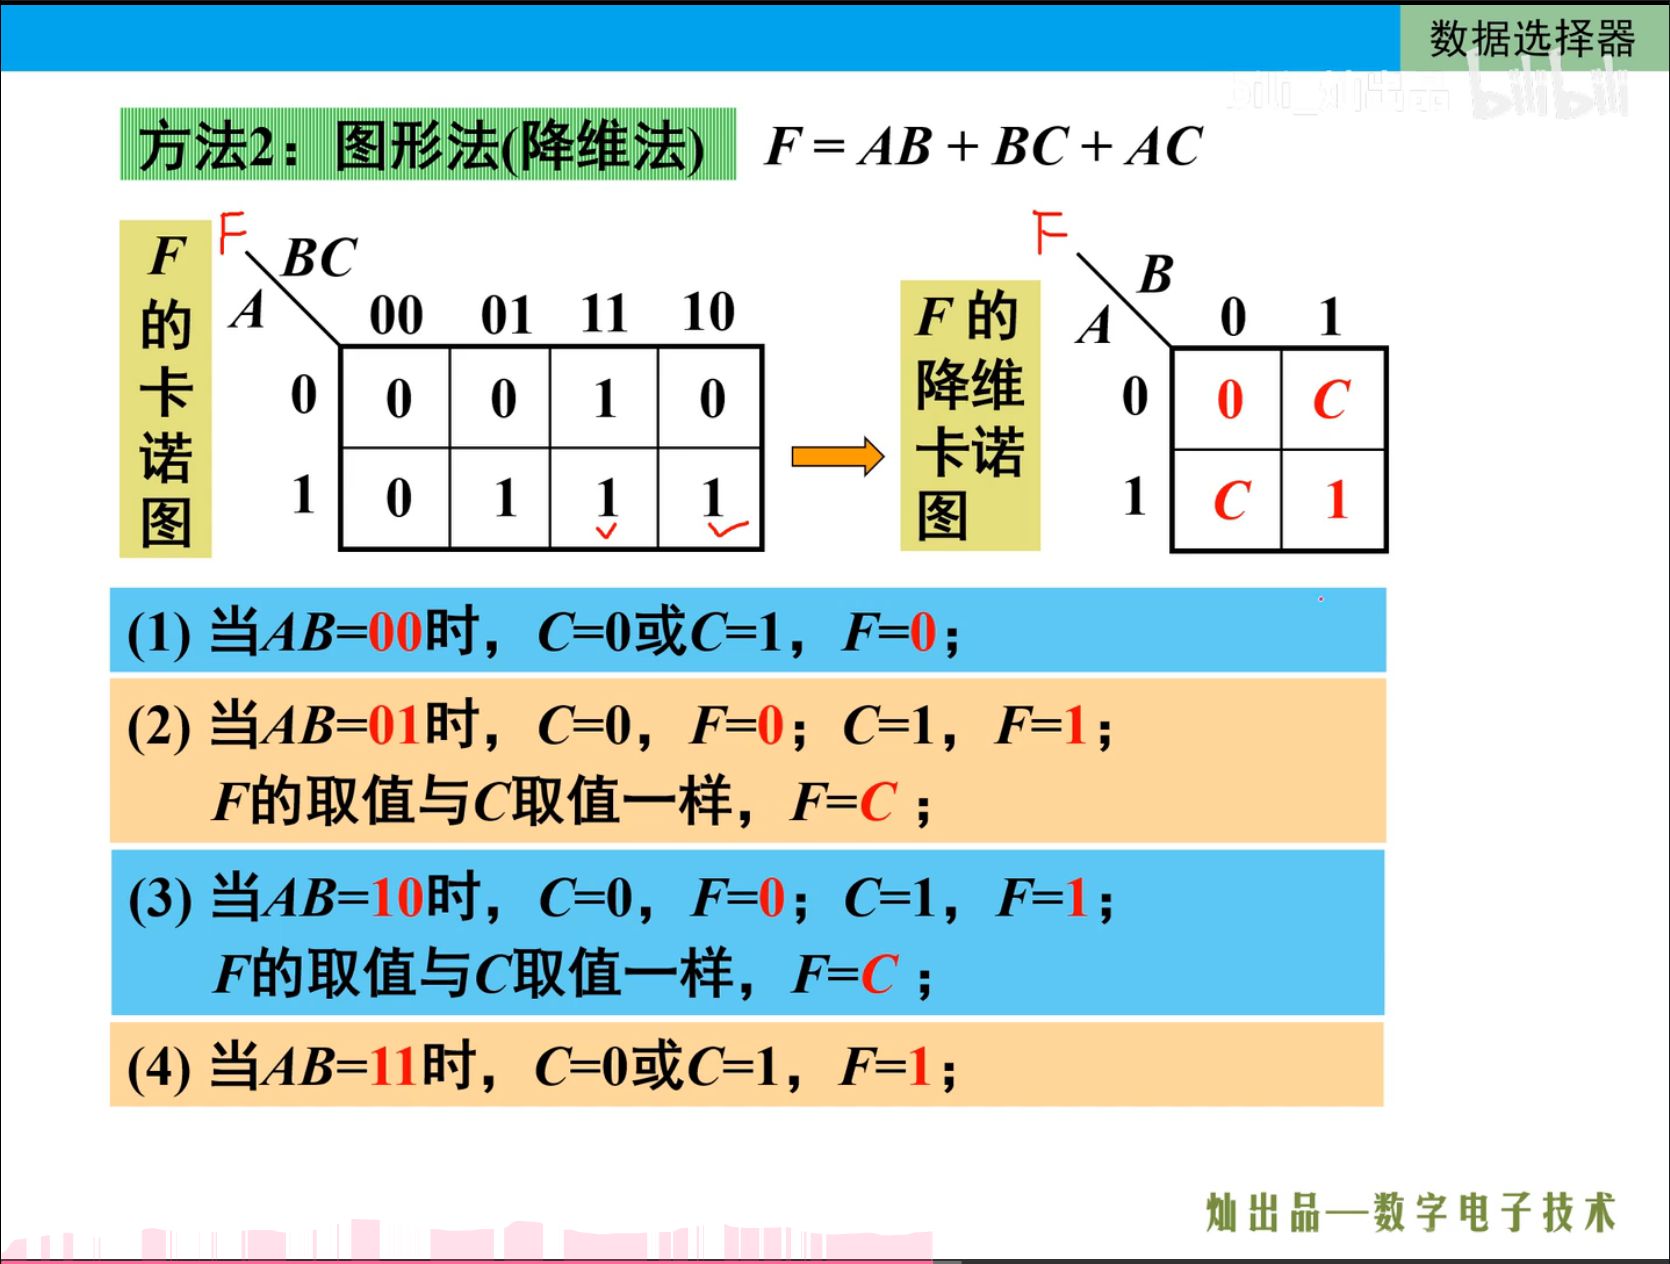 数据选择器
bilibili
方法2：图形法(降维法) F = AB + BC + AC
F的卡诺图
F
BC
A
00 01 11 10
0 0 0 1 0
1 0 1 1 1
F的降维卡诺图
F
B
A
0 1
0 0 C
1 C 1
(1) 当AB=00时，C=0或C=1，F=0；
(2) 当AB=01时，C=0，F=0；C=1，F=1；
F的取值与C取值一样，F=C；
(3) 当AB=10时，C=0，F=0；C=1，F=1；
F的取值与C取值一样，F=C；
(4) 当AB=11时，C=0或C=1，F=1；
灿出品—数字电子技术